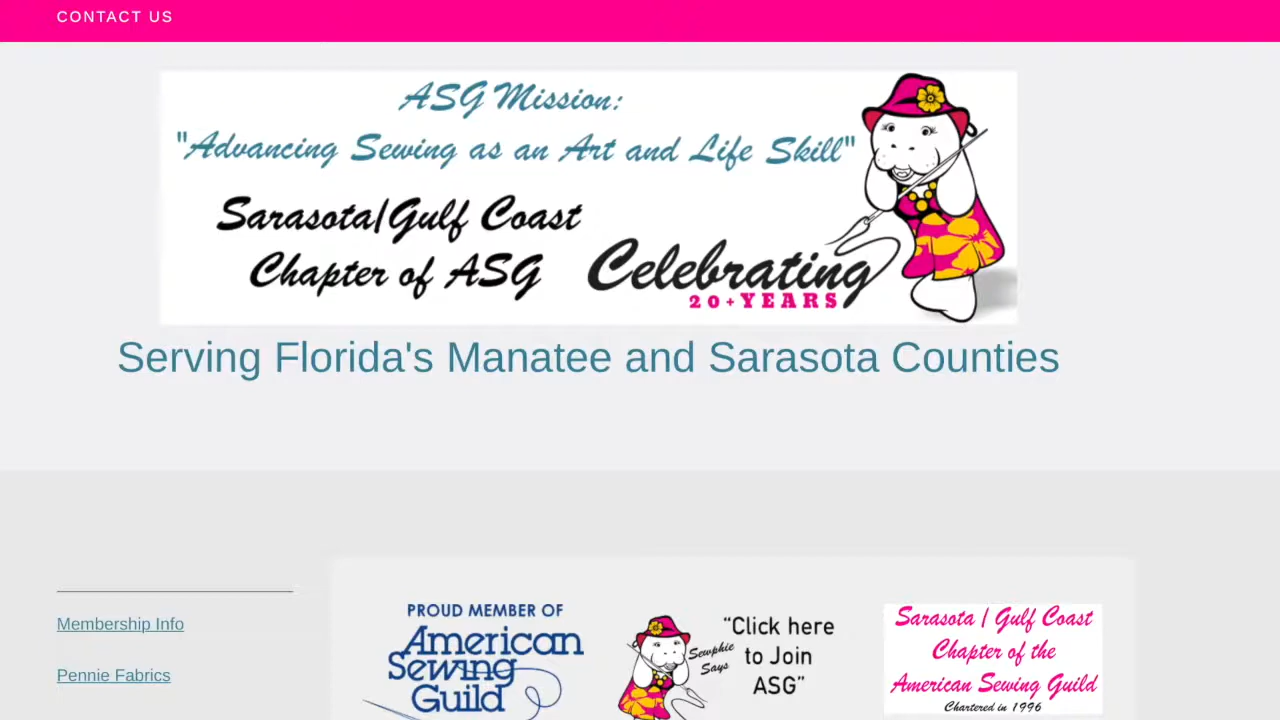 CONTACT US
ASG Mission:
"Advancing Sewing as an Art and Life Skill"
Sarasota/Gulf Coast
Chapter of ASG
Celebrating
20+YEARS
Serving Florida's Manatee and Sarasota Counties
Membership Info
Pennie Fabrics
PROUD MEMBER OF
American
Sewing
Guild
Sewphie
Says
"Click here
to Join
ASG"
Sarasota / Gulf Coast
Chapter of the
American Sewing Guild
Chartered in 1996